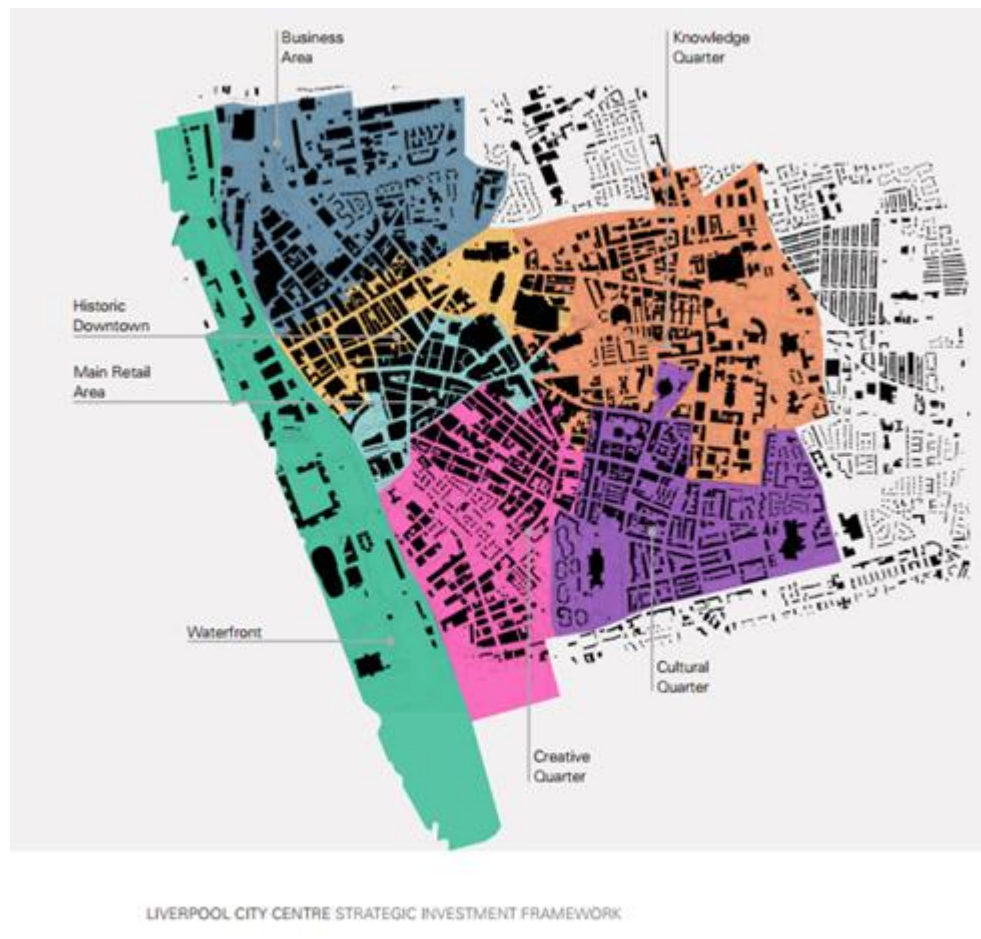 Business
Area
Knowledge
Quarter
Historic
Downtown
Main Retail
Area
Waterfront
Cultural
Quarter
Creative
Quarter
LIVERPOOL CITY CENTRE STRATEGIC INVESTMENT FRAMEWORK